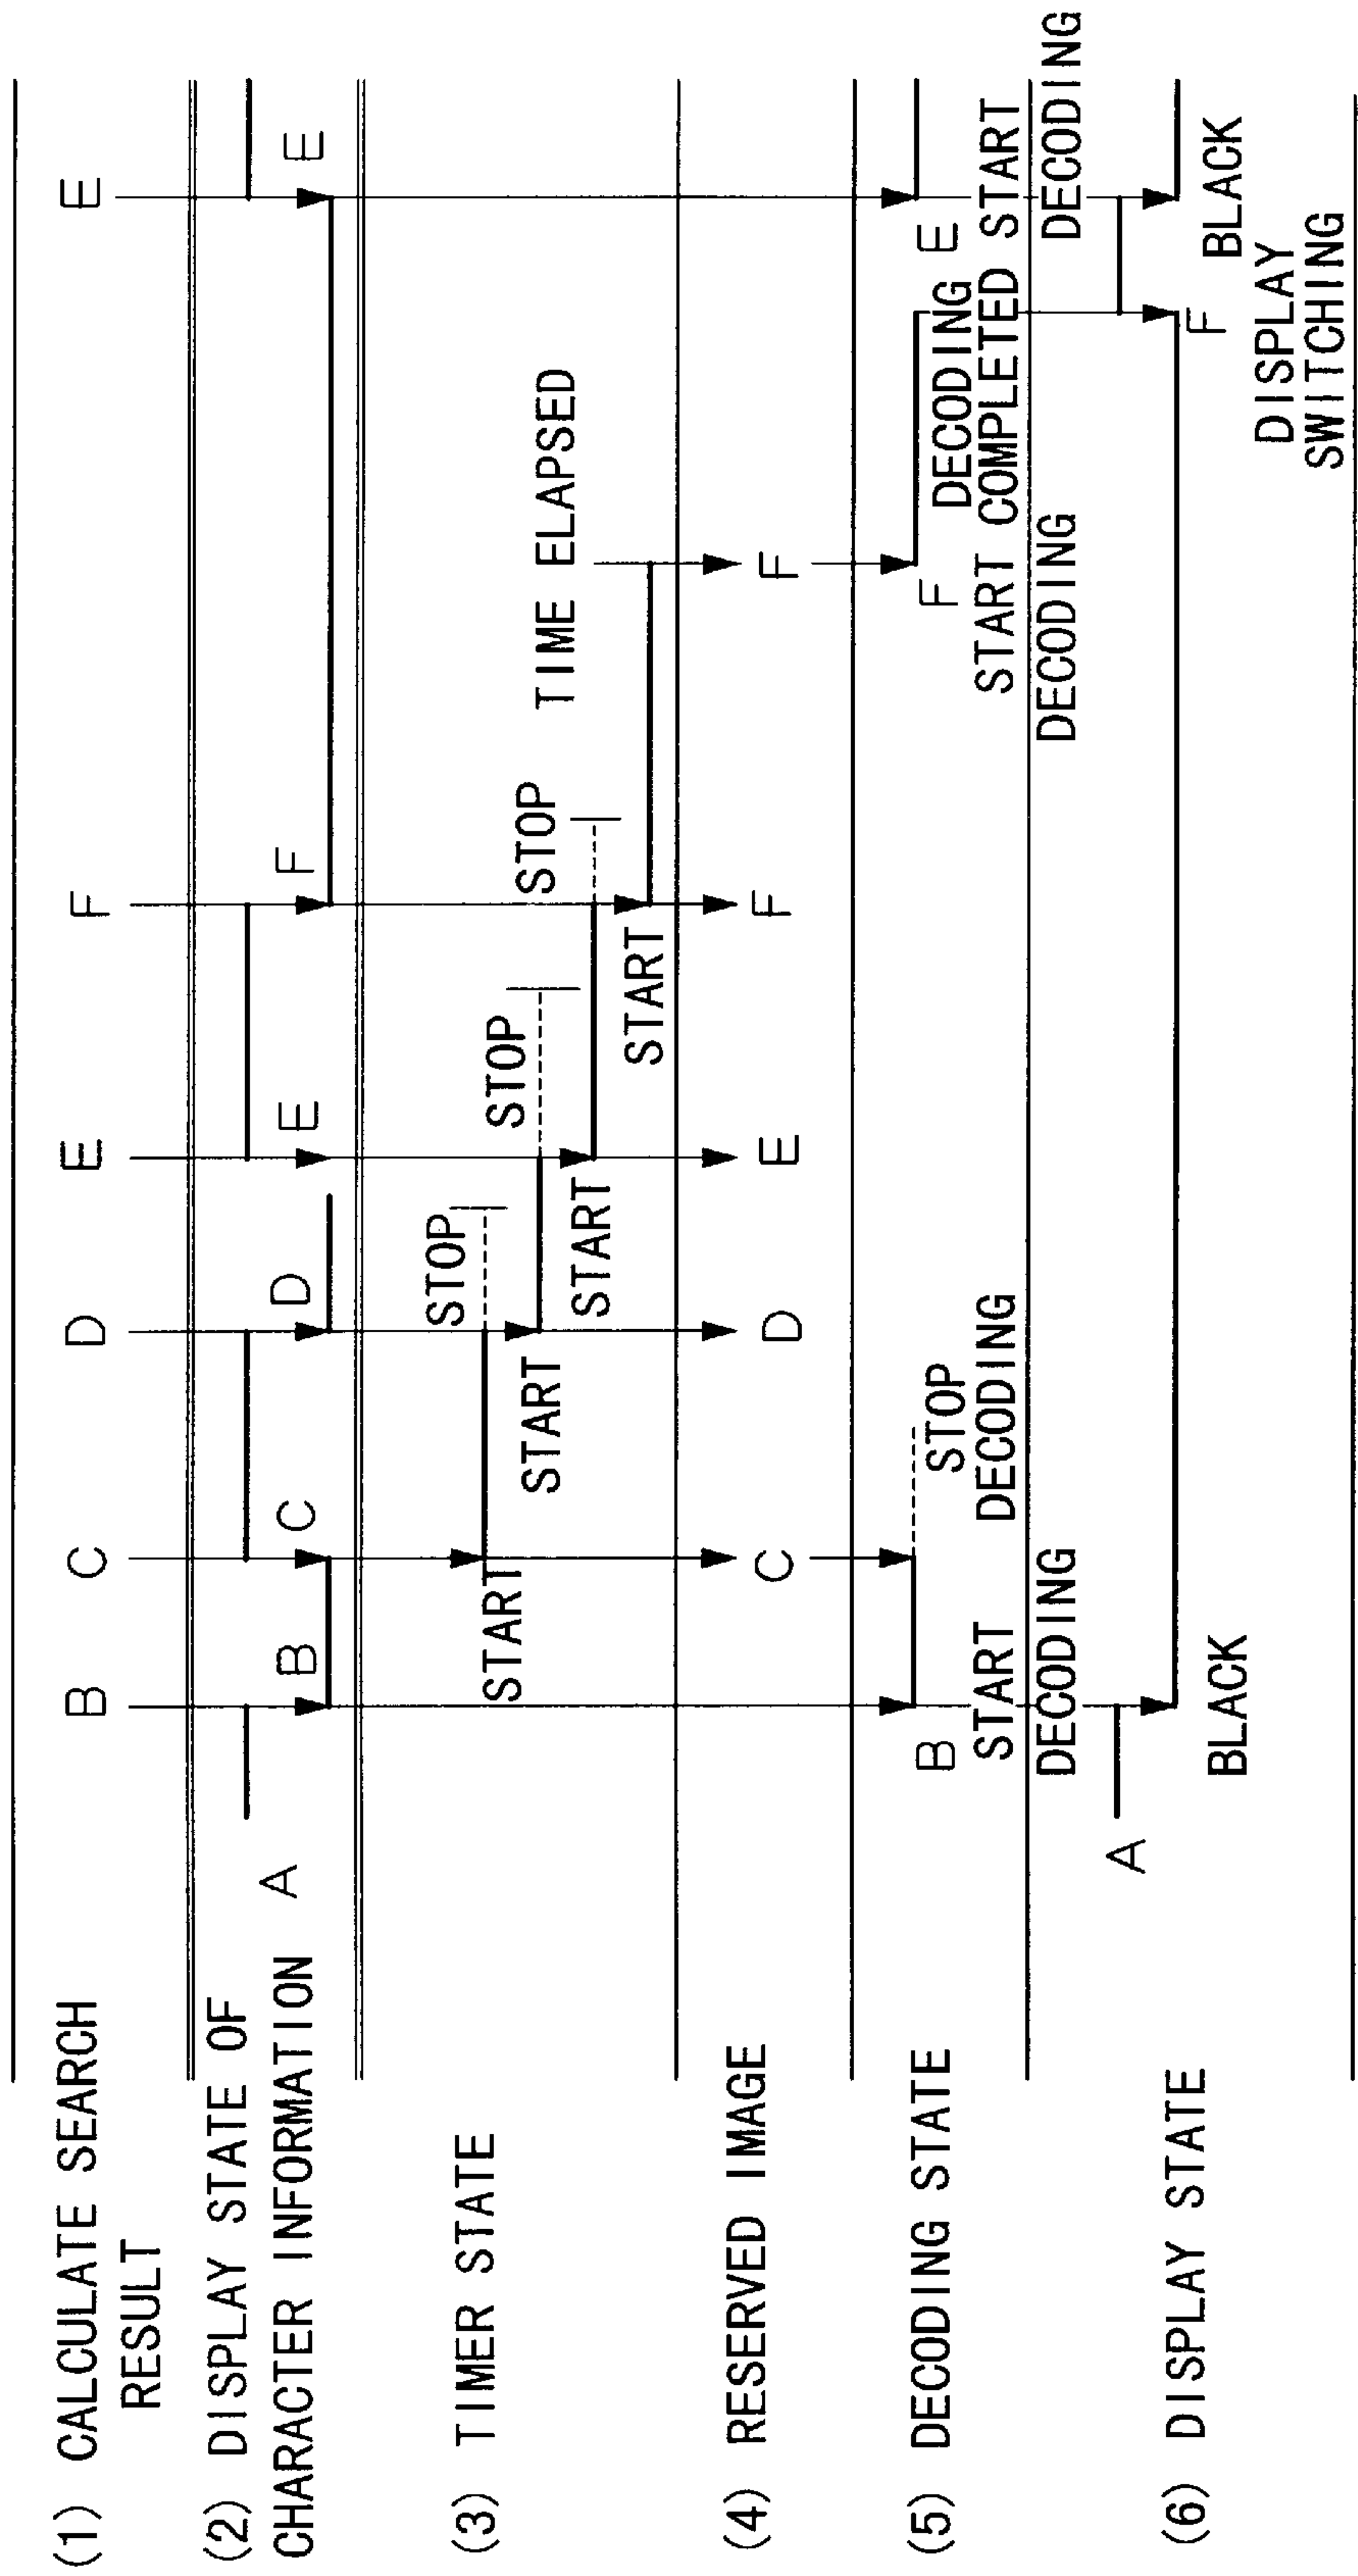 (1) CALCULATE SEARCH
RESULT
B
C
D
E
F
E
(2) DISPLAY STATE OF
CHARACTER INFORMATION
A
B
C
D
E
F
E
(3) TIMER STATE
START
STOP
START
STOP
START
STOP
START
TIME ELAPSED
(4) RESERVED IMAGE
C
D
E
F
F
(5) DECODING STATE
B
START
DECODING
STOP
DECODING
F
START
DECODING
DECODING
COMPLETED
E
START
DECODING
(6) DISPLAY STATE
A
BLACK
F
BLACK
DISPLAY
SWITCHING